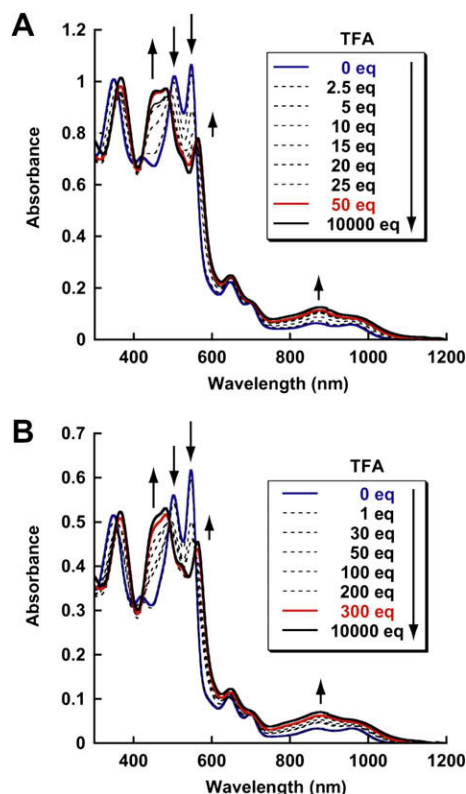 A
TFA
0 eq
2.5 eq
5 eq
10 eq
15 eq
20 eq
25 eq
50 eq
10000 eq
Absorbance
1.2
1
0.8
0.6
0.4
0.2
0
400 600 800 1000 1200
Wavelength (nm)
B
TFA
0 eq
1 eq
30 eq
50 eq
100 eq
200 eq
300 eq
10000 eq
Absorbance
0.7
0.6
0.5
0.4
0.3
0.2
0.1
0
400 600 800 1000 1200
Wavelength (nm)